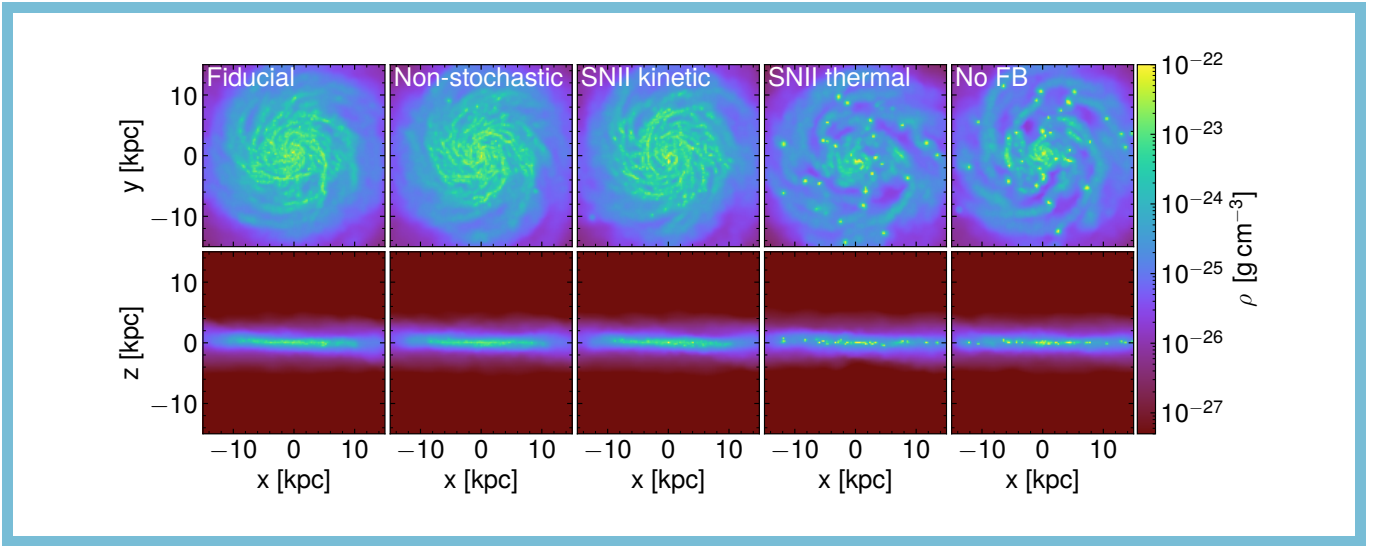 Fiducial
Non-stochastic
SNII kinetic
SNII thermal
No FB
y [kpc]
10
0
−10
z [kpc]
10
0
−10
−10 0 10
−10 0 10
−10 0 10
−10 0 10
−10 0 10
x [kpc]
x [kpc]
x [kpc]
x [kpc]
x [kpc]
10⁻²²
10⁻²³
10⁻²⁴
10⁻²⁵
10⁻²⁶
10⁻²⁷
ρ [g cm⁻³]